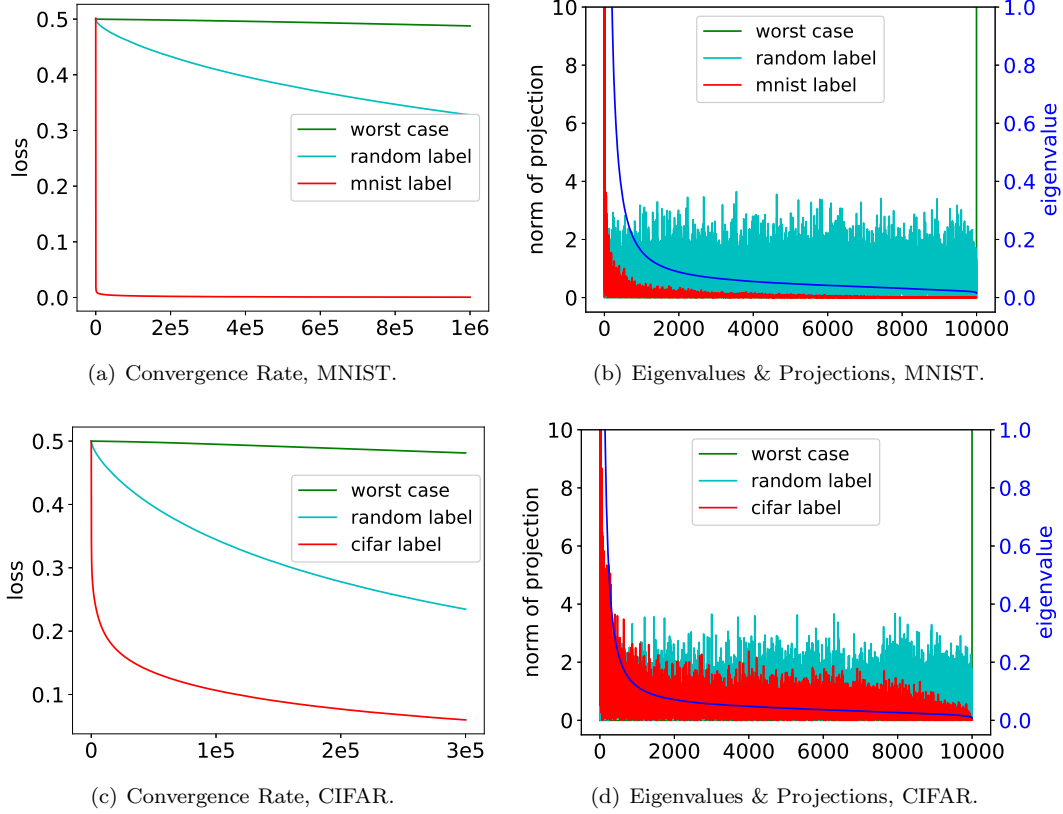 0.5
0.4
0.3
0.2
0.1
0.0
loss
worst case
random label
mnist label
0
2e5
4e5
6e5
8e5
1e6
(a) Convergence Rate, MNIST.
10
8
6
4
2
0
norm of projection
worst case
random label
mnist label
1.0
0.8
0.6
0.4
0.2
0.0
eigenvalue
0
2000
4000
6000
8000
10000
(b) Eigenvalues & Projections, MNIST.
0.5
0.4
0.3
0.2
0.1
loss
worst case
random label
cifar label
0
1e5
2e5
3e5
(c) Convergence Rate, CIFAR.
10
8
6
4
2
0
norm of projection
worst case
random label
cifar label
1.0
0.8
0.6
0.4
0.2
0.0
eigenvalue
0
2000
4000
6000
8000
10000
(d) Eigenvalues & Projections, CIFAR.